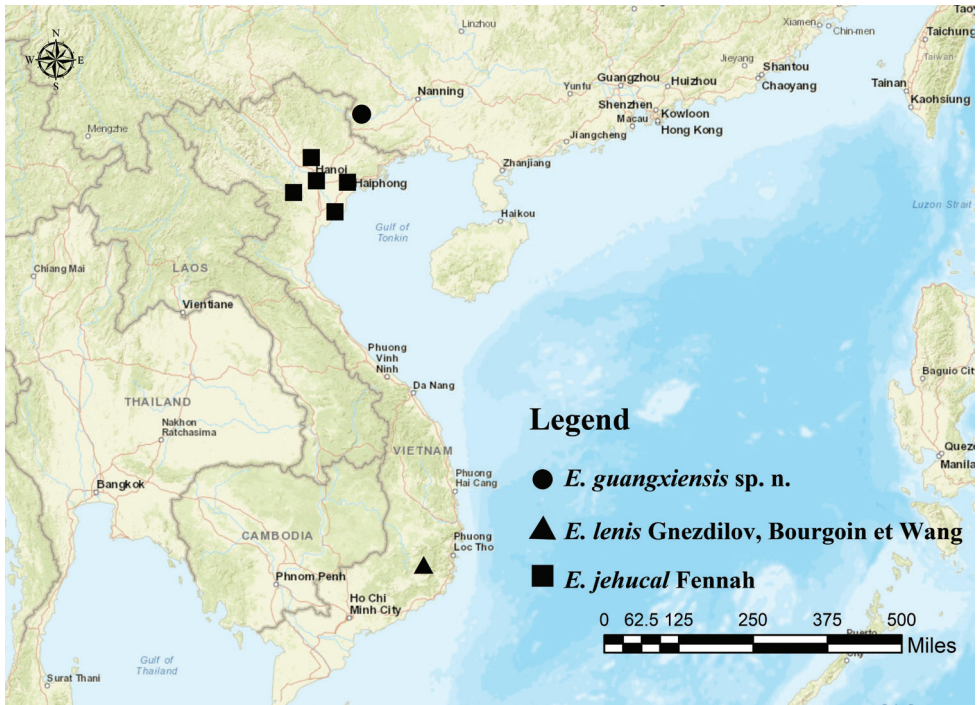 N
W E
S
Linzhou
Xiamen
Chin-men
Taoy
Taichung
Taiwan
Jieyang
Shantou
Chaoyang
Guangzhou
Huizhou
Tainan
Kaohsiung
Nanning
Yunfu
Shenzhen
Kowloon
Macau
Hong Kong
Jiangcheng
Mengzhe
Hanoi
Haiphong
Zhanjiang
Luzon Strait
Haikou
Gulf of
Tonkin
Chiang Mai
LAOS
Vientiane
Phuong
Vinh
Ninh
Da Nang
Baguio City
THAILAND
Nakhon
Ratchasima
VIETNAM
Legend
Quezo
Manila
Bangkok
Phuong
Hai Cang
E. guangxiensis sp. n.
CAMBODIA
Phuong
Loc Tho
E. lenis Gnezdilov, Bourgoin et Wang
Phnom Penh
E. jehucal Fennah
Ho Chi
Minh City
0 62.5 125 250 375 500
Miles
Puerto
City
Gulf of
Thailand
Surat Thani